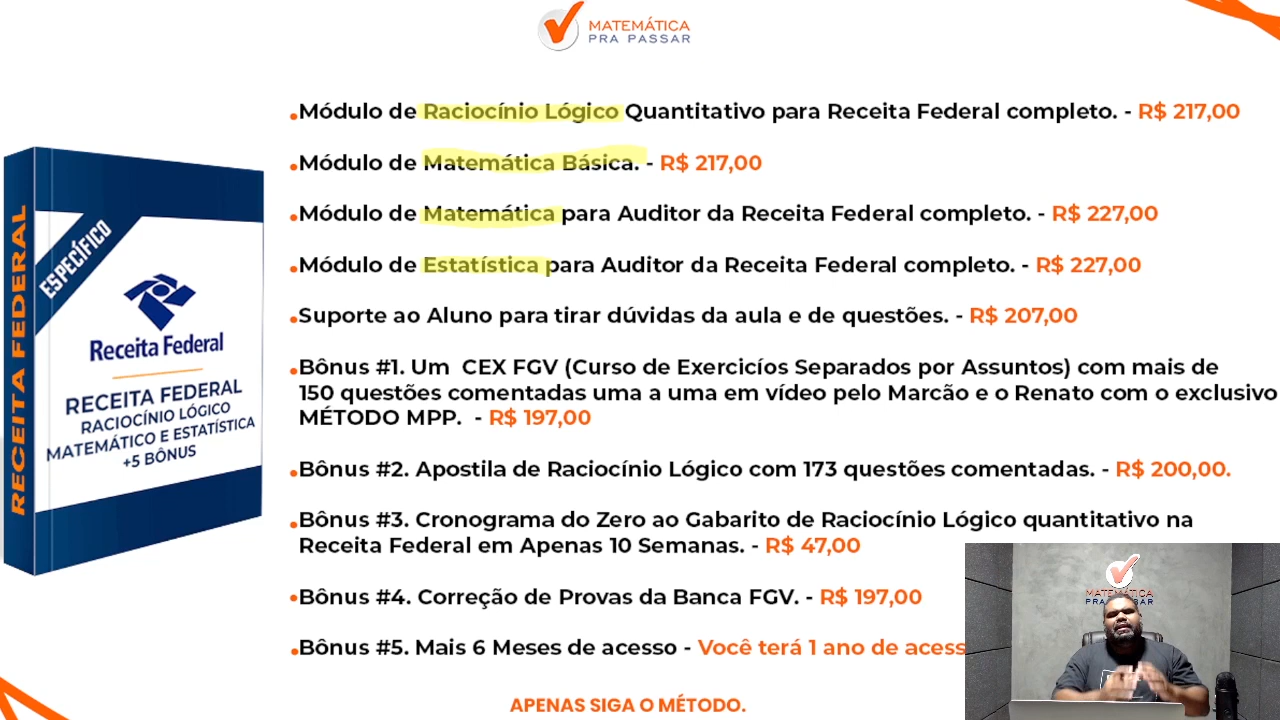 MATEMÁTICA
PRA PASSAR
Módulo de Raciocínio Lógico Quantitativo para Receita Federal completo. - R$ 217,00
Módulo de Matemática Básica. - R$ 217,00
Módulo de Matemática para Auditor da Receita Federal completo. - R$ 227,00
Módulo de Estatística para Auditor da Receita Federal completo. - R$ 227,00
Suporte ao Aluno para tirar dúvidas da aula e de questões. - R$ 207,00
Bônus #1. Um CEX FGV (Curso de Exercicíos Separados por Assuntos) com mais de
150 questões comentadas uma a uma em vídeo pelo Marcão e o Renato com o exclusivo
MÉTODO MPP. - R$ 197,00
Bônus #2. Apostila de Raciocínio Lógico com 173 questões comentadas. - R$ 200,00.
Bônus #3. Cronograma do Zero ao Gabarito de Raciocínio Lógico quantitativo na
Receita Federal em Apenas 10 Semanas. - R$ 47,00
Bônus #4. Correção de Provas da Banca FGV. - R$ 197,00
Bônus #5. Mais 6 Meses de acesso - Você terá 1 ano de acess
APENAS SIGA O MÉTODO.
RECEITA FEDERAL
ESPECÍFICO
Receita Federal
RECEITA FEDERAL
RACIOCÍNIO LÓGICO
MATEMÁTICO E ESTATÍSTICA
+5 BÔNUS
MATEMÁTICA
PRA PASSAR